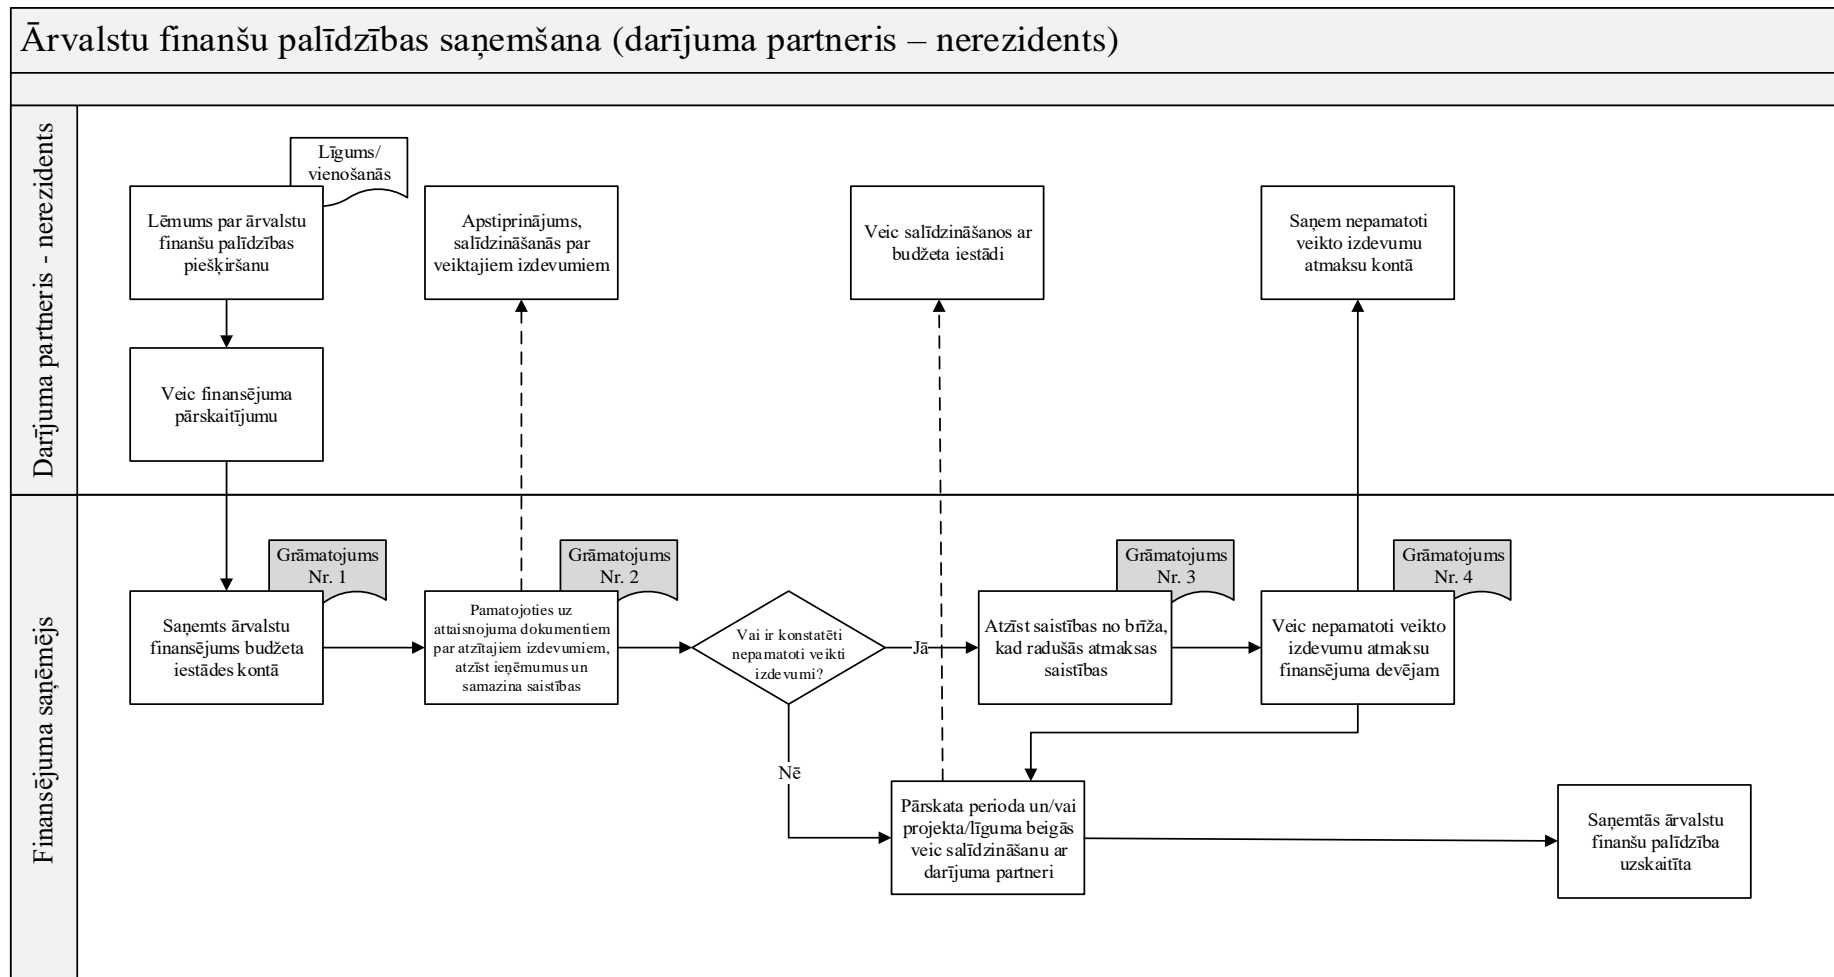 Ārvalstu finanšu palīdzības saņemšana (darījuma partneris – nerezidents)
Darījuma partneris - nerezidents
Līgums/
vienošanās
Lēmums par ārvalstu
finanšu palīdzības
piešķiršanu
Apstiprinājums,
salīdzināšanās par
veiktajiem izdevumiem
Veic salīdzināšanos ar
budžeta iestādi
Saņem nepamatoti
veikto izdevumu
atmaksu kontā
Veic finansējuma
pārskaitījumu
Finansējuma saņēmējs
Grāmatojums
Nr. 1
Saņemts ārvalstu
finansējums budžeta
iestādes kontā
Grāmatojums
Nr. 2
Pamatojoties uz
attaisnojuma dokumentiem
par atzītajiem izdevumiem,
atzīst ieņēmumus un
samazina saistības
Vai ir konstatēti
nepamatoti veikti
izdevumi?
Jā
Grāmatojums
Nr. 3
Atzīst saistības no brīža,
kad radušās atmaksas
saistības
Grāmatojums
Nr. 4
Veic nepamatoti veikto
izdevumu atmaksu
finansējuma devējam
Nē
Pārskata perioda un/vai
projekta/līguma beigās
veic salīdzināšanu ar
darījuma partneri
Saņemtās ārvalstu
finanšu palīdzība
uzskaitīta